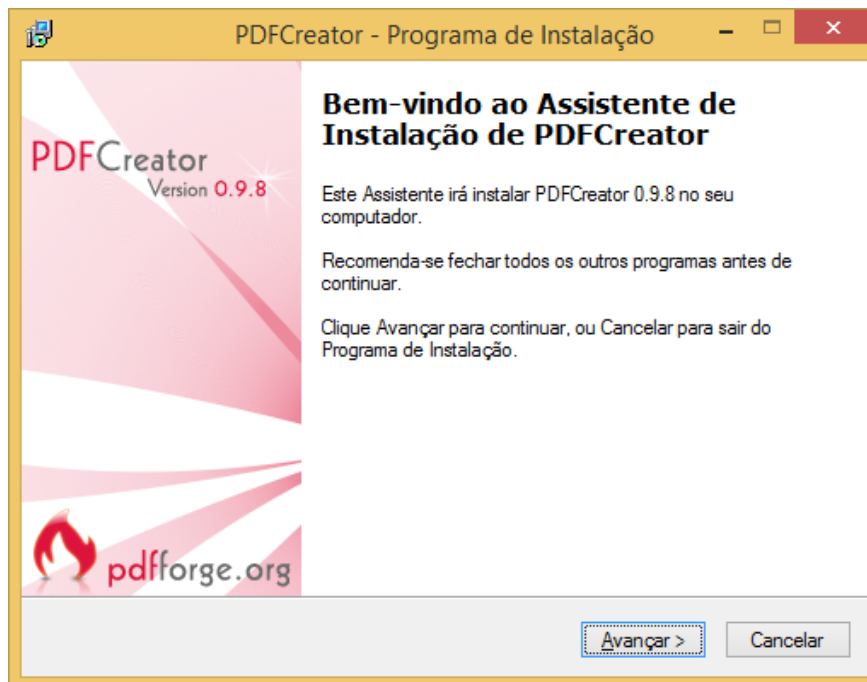 PDFCreator - Programa de Instalação
PDFCreator
Version 0.9.8
Bem-vindo ao Assistente de
Instalação de PDFCreator
Este Assistente irá instalar PDFCreator 0.9.8 no seu
computador.
Recomenda-se fechar todos os outros programas antes de
continuar.
Clique Avançar para continuar, ou Cancelar para sair do
Programa de Instalação.
pdfforge.org
Avançar >
Cancelar